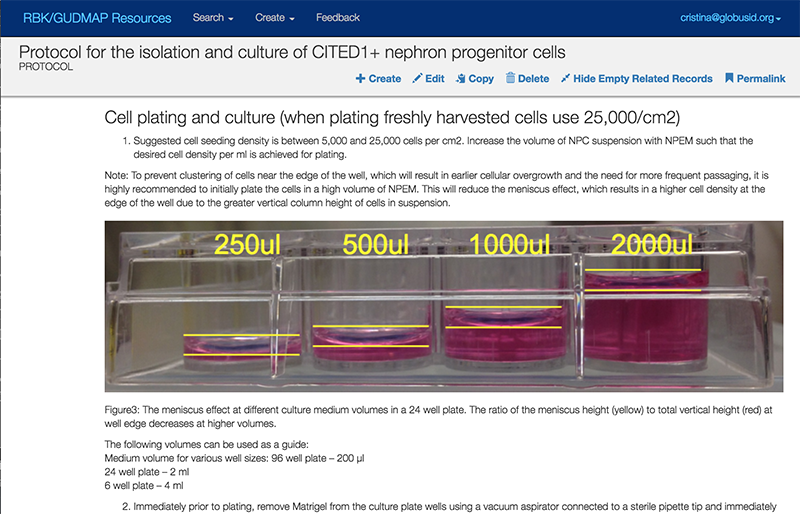 RBK/GUDMAP Resources Search Create Feedback cristina@globusid.org
Protocol for the isolation and culture of CITED1+ nephron progenitor cells
PROTOCOL
Create Edit Copy Delete Hide Empty Related Records Permalink
Cell plating and culture (when plating freshly harvested cells use 25,000/cm2)
1. Suggested cell seeding density is between 5,000 and 25,000 cells per cm2. Increase the volume of NPC suspension with NPEM such that the
desired cell density per ml is achieved for plating.
Note: To prevent clustering of cells near the edge of the well, which will result in earlier cellular overgrowth and the need for more frequent passaging, it is
highly recommended to initially plate the cells in a high volume of NPEM. This will reduce the meniscus effect, which results in a higher cell density at the
edge of the well due to the greater vertical column height of cells in suspension.
250ul 500ul 1000ul 2000ul
Figure3: The meniscus effect at different culture medium volumes in a 24 well plate. The ratio of the meniscus height (yellow) to total vertical height (red) at
well edge decreases at higher volumes.
The following volumes can be used as a guide:
Medium volume for various well sizes: 96 well plate – 200 µl
24 well plate – 2 ml
6 well plate – 4 ml
2. Immediately prior to plating, remove Matrigel from the culture plate wells using a vacuum aspirator connected to a sterile pipette tip and immediately